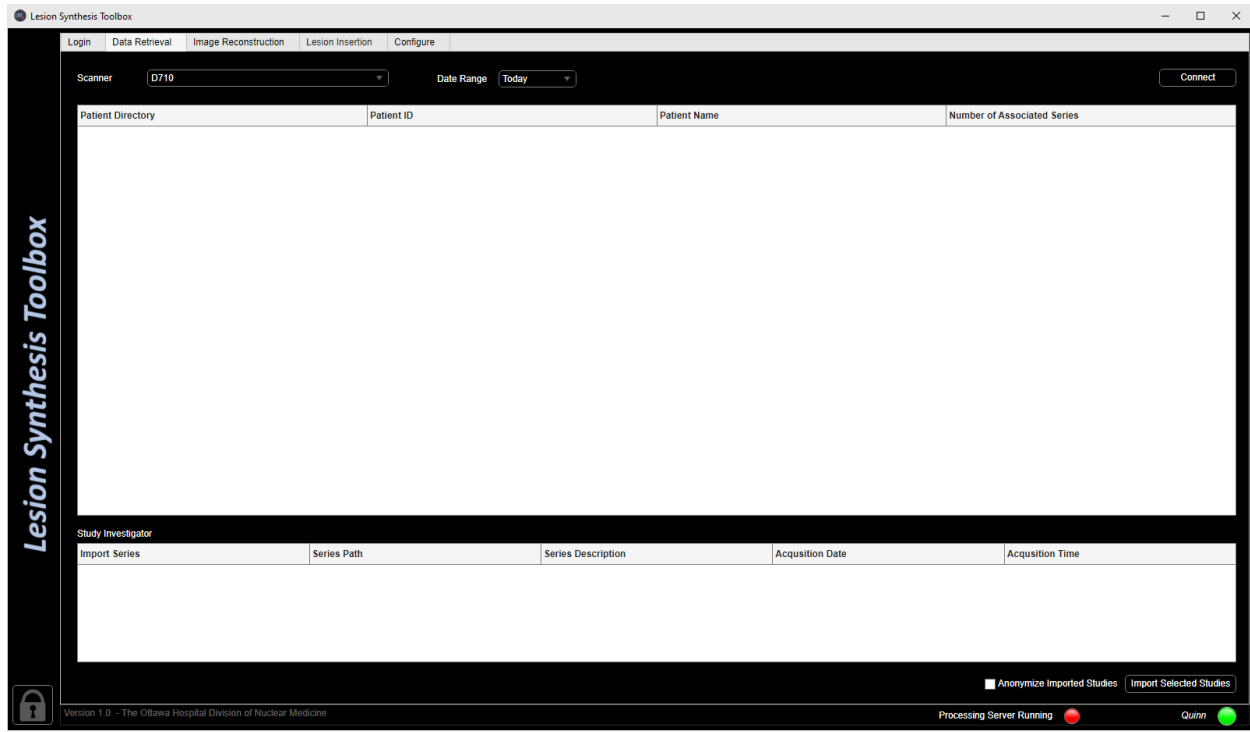 Lesion Synthesis Toolbox
Login Data Retrieval Image Reconstruction Lesion Insertion Configure
Scanner D710 Date Range Today Connect
Patient Directory Patient ID Patient Name Number of Associated Series
Lesion Synthesis Toolbox
Study Investigator
Import Series Series Path Series Description Acqusition Date Acqusition Time
Anonymize Imported Studies Import Selected Studies
Version 1.0 - The Ottawa Hospital Division of Nuclear Medicine Processing Server Running Quinn